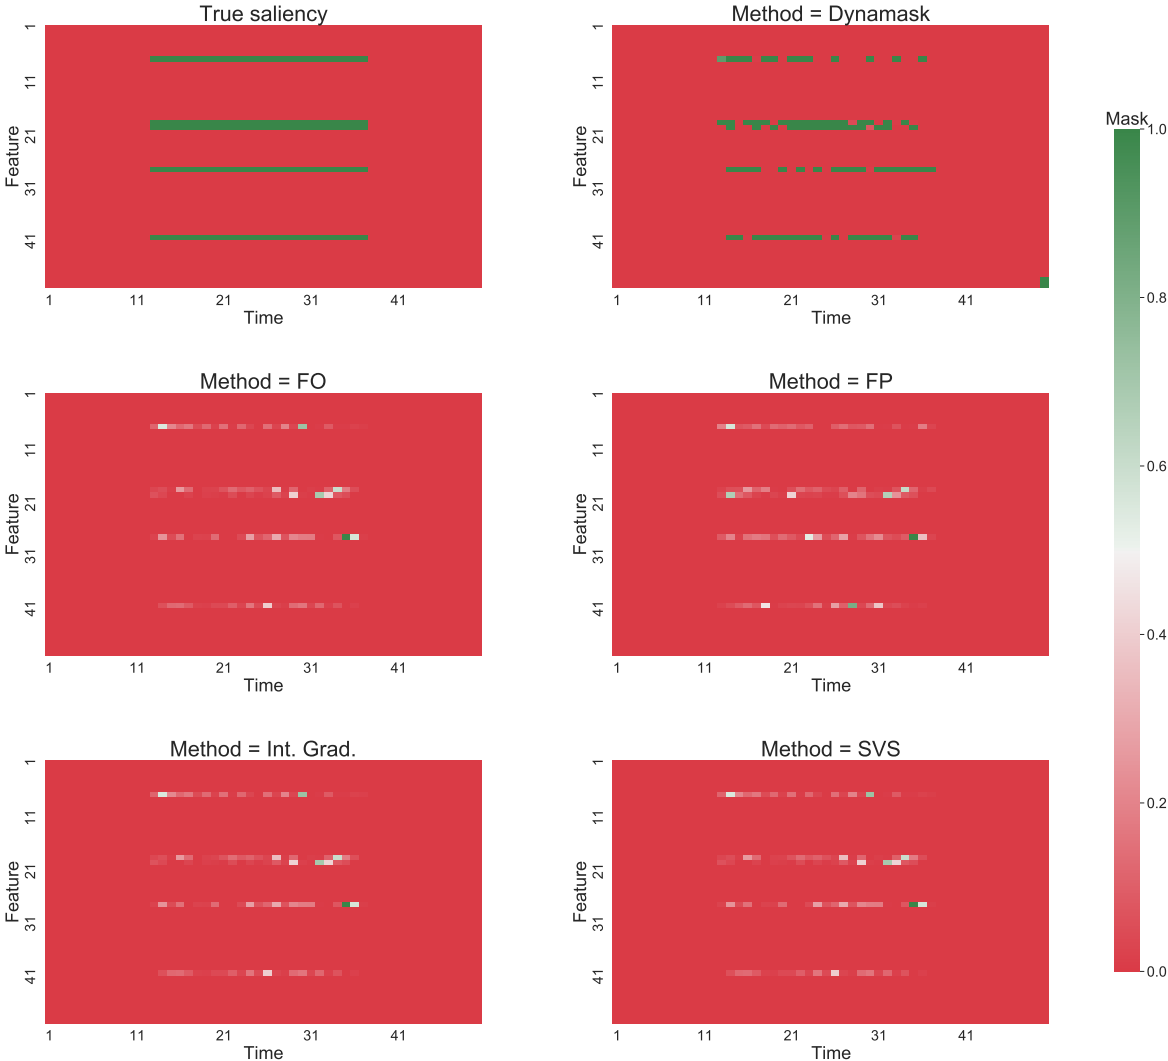 True saliency
Method = Dynamask
1
11
21
31
41
Feature
1 11 21 31 41
Time
1
11
21
31
41
Feature
1 11 21 31 41
Time
Mask
1.0
0.8
0.6
0.4
0.2
0.0
Method = FO
Method = FP
1
11
21
31
41
Feature
1 11 21 31 41
Time
1
11
21
31
41
Feature
1 11 21 31 41
Time
Method = Int. Grad.
Method = SVS
1
11
21
31
41
Feature
1 11 21 31 41
Time
1
11
21
31
41
Feature
1 11 21 31 41
Time